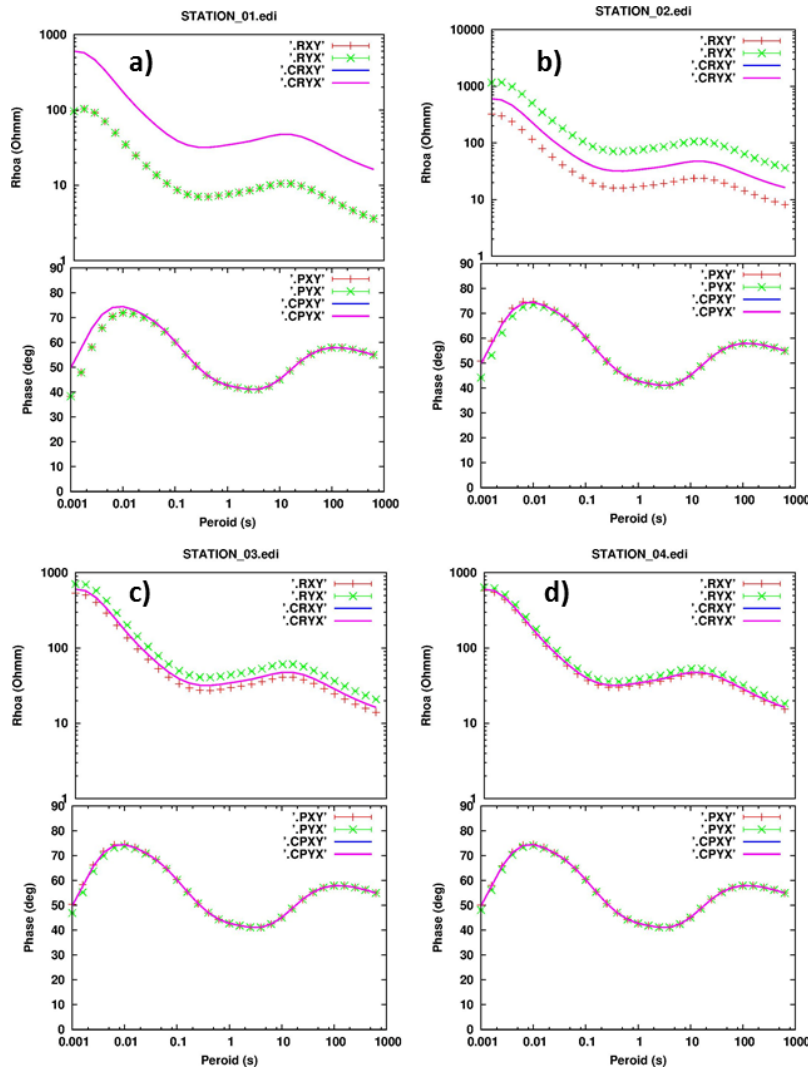 STATION_01.edi
a)
'.RXY'
'.RYX'
'.CRXY'
'.CRYX'
1000
100
10
1
Rhoa (Ohmm)
'.PXY'
'.PYX'
'.CPXY'
'.CPYX'
90
80
70
60
50
40
30
20
10
0
Phase (deg)
0.001 0.01 0.1 1 10 100 1000
Peroid (s)
STATION_02.edi
b)
'.RXY'
'.RYX'
'.CRXY'
'.CRYX'
10000
1000
100
10
1
Rhoa (Ohmm)
'.PXY'
'.PYX'
'.CPXY'
'.CPYX'
90
80
70
60
50
40
30
20
10
0
Phase (deg)
0.001 0.01 0.1 1 10 100 1000
Peroid (s)
STATION_03.edi
c)
'.RXY'
'.RYX'
'.CRXY'
'.CRYX'
1000
100
10
1
Rhoa (Ohmm)
'.PXY'
'.PYX'
'.CPXY'
'.CPYX'
90
80
70
60
50
40
30
20
10
0
Phase (deg)
0.001 0.01 0.1 1 10 100 1000
Peroid (s)
STATION_04.edi
d)
'.RXY'
'.RYX'
'.CRXY'
'.CRYX'
1000
100
10
1
Rhoa (Ohmm)
'.PXY'
'.PYX'
'.CPXY'
'.CPYX'
90
80
70
60
50
40
30
20
10
0
Phase (deg)
0.001 0.01 0.1 1 10 100 1000
Peroid (s)